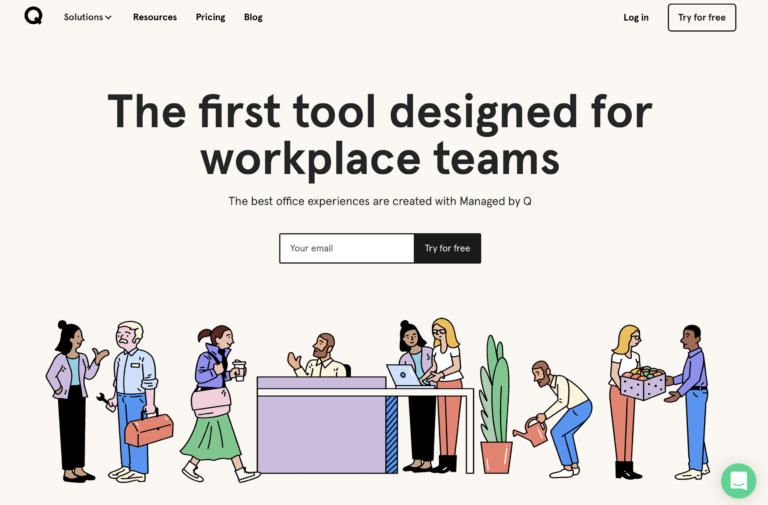 Q
Solutions
Resources
Pricing
Blog
Log in
Try for free
The first tool designed for
workplace teams
The best office experiences are created with Managed by Q
Your email
Try for free